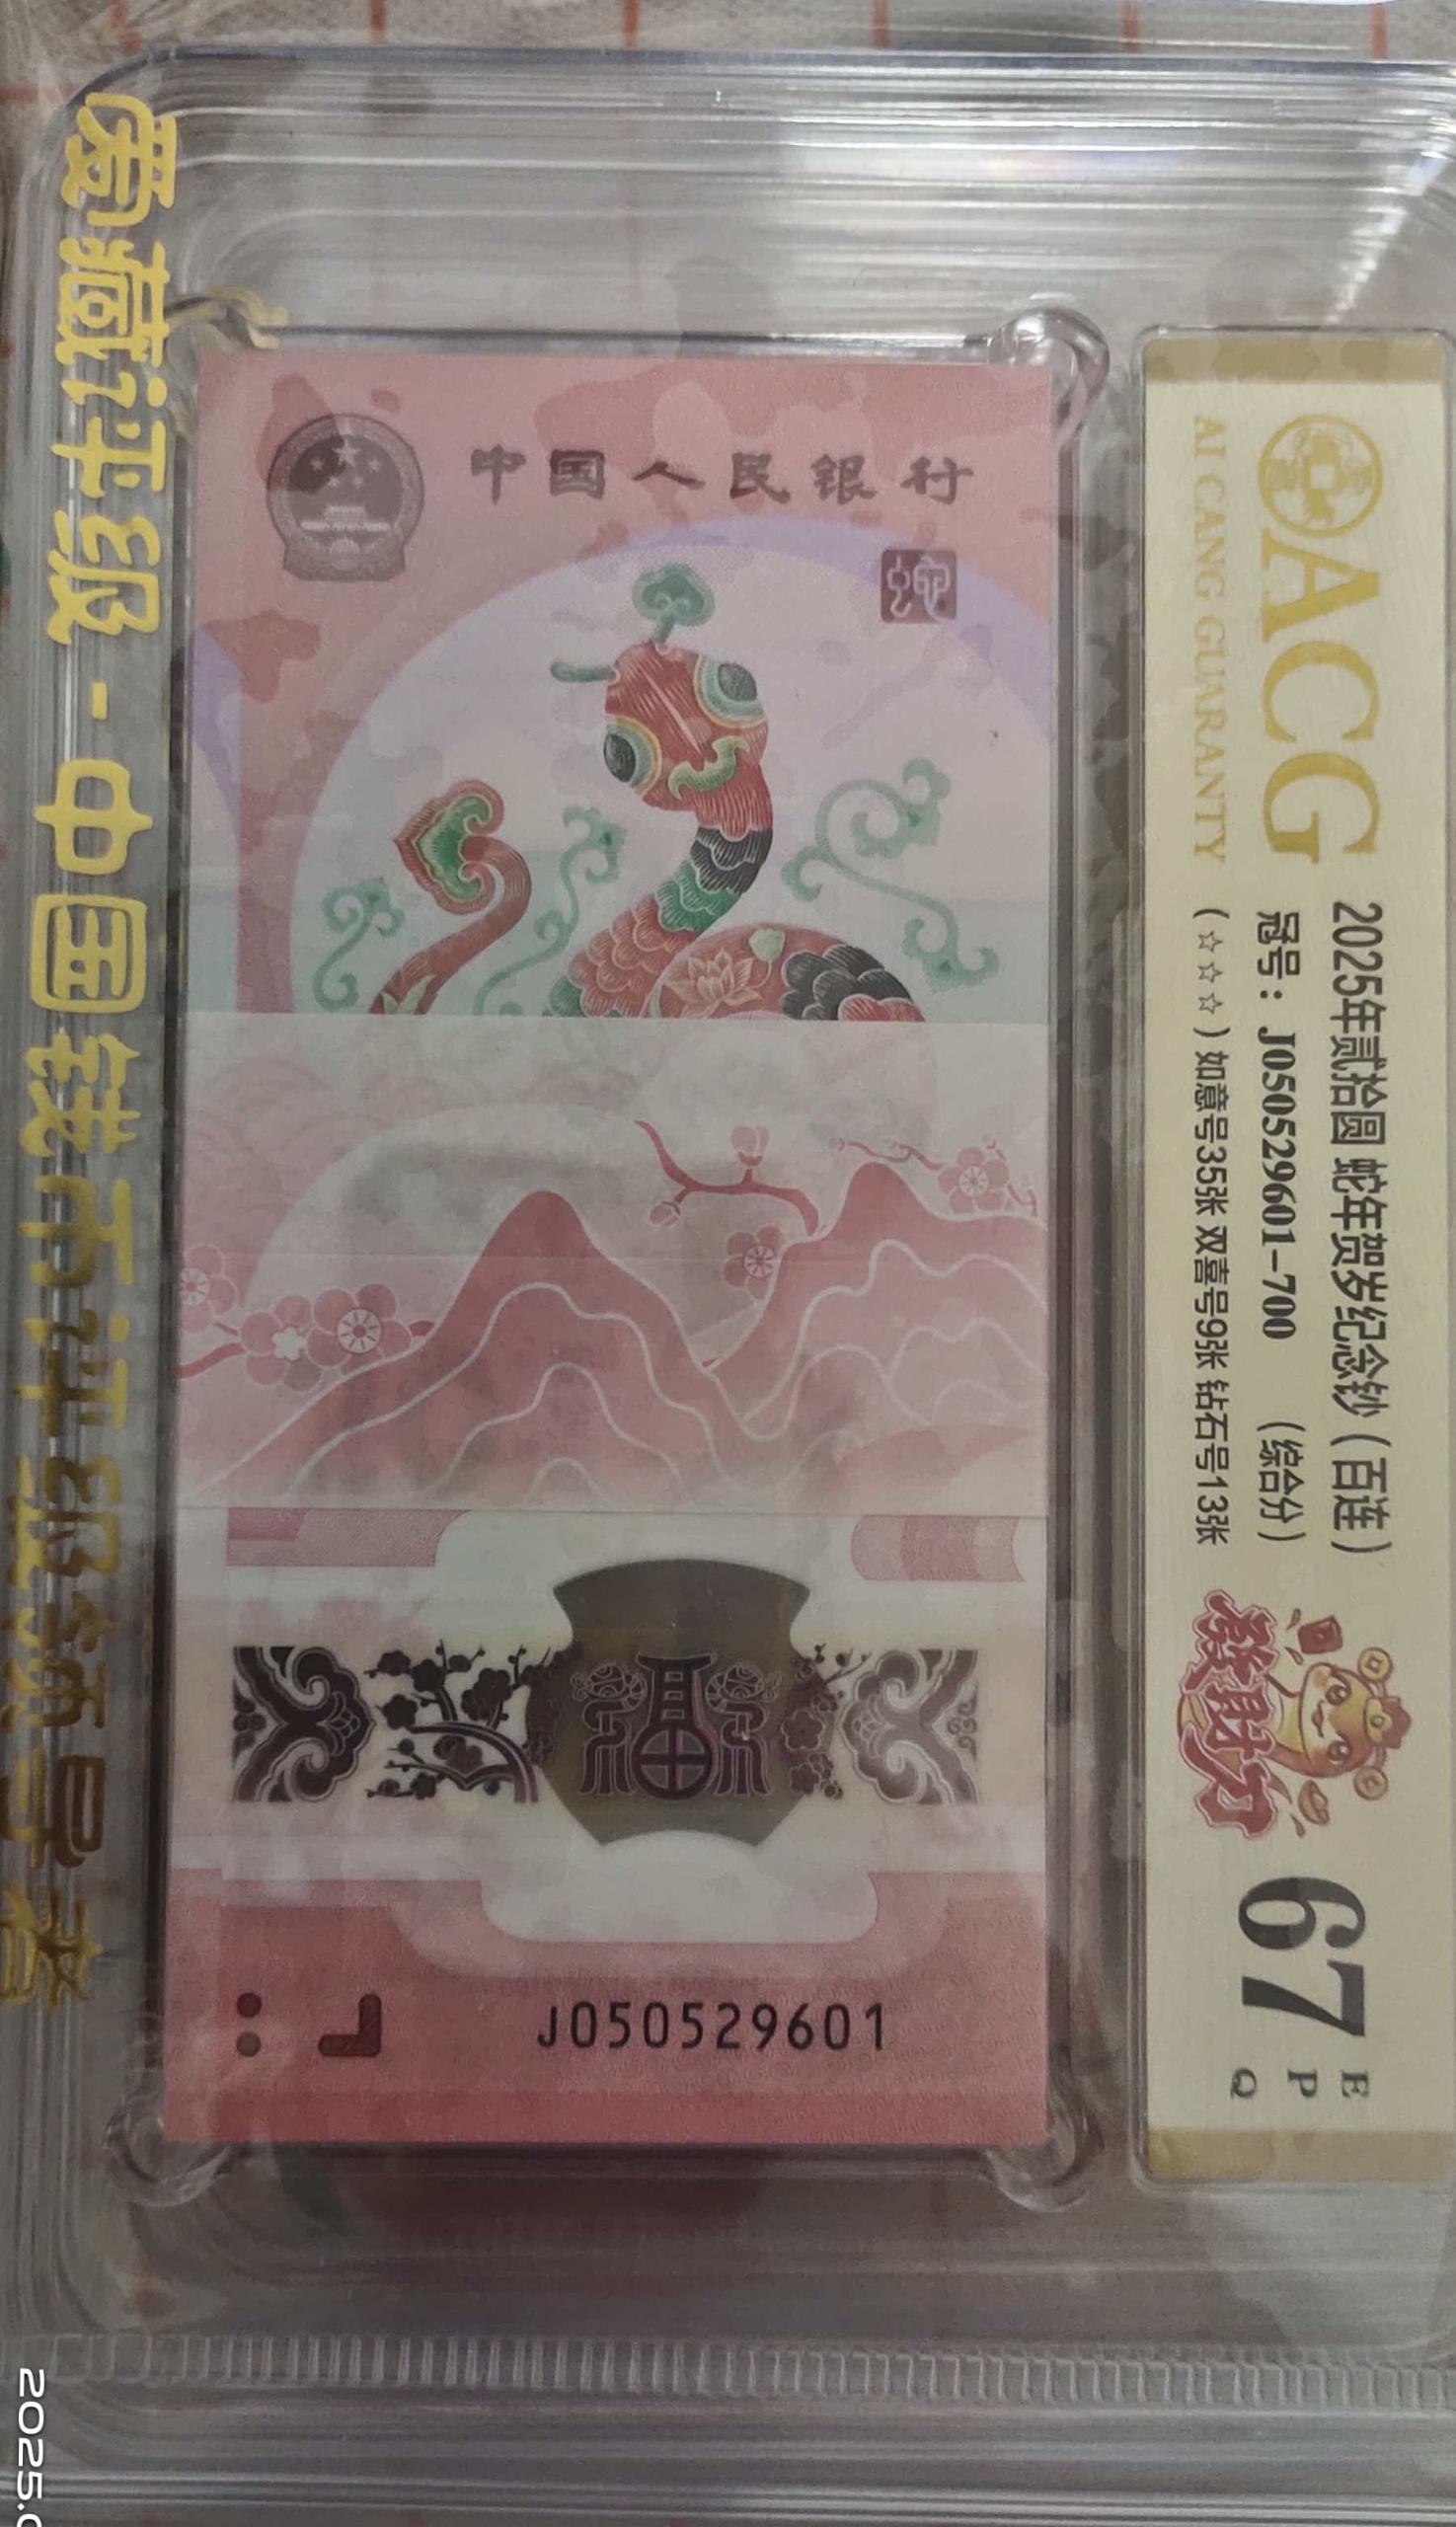 爱藏评级-中国钱币评级领导者
中国人民银行
蛇
J050529601
ACG
AI CANG GUARANTY
2025年贰拾圆 蛇年贺岁纪念钞（百连）
冠号：J050529601-700 （综合分）
（☆☆☆）如意号35张 双喜号9张 钻石号13张
發財
67
E
P
Q